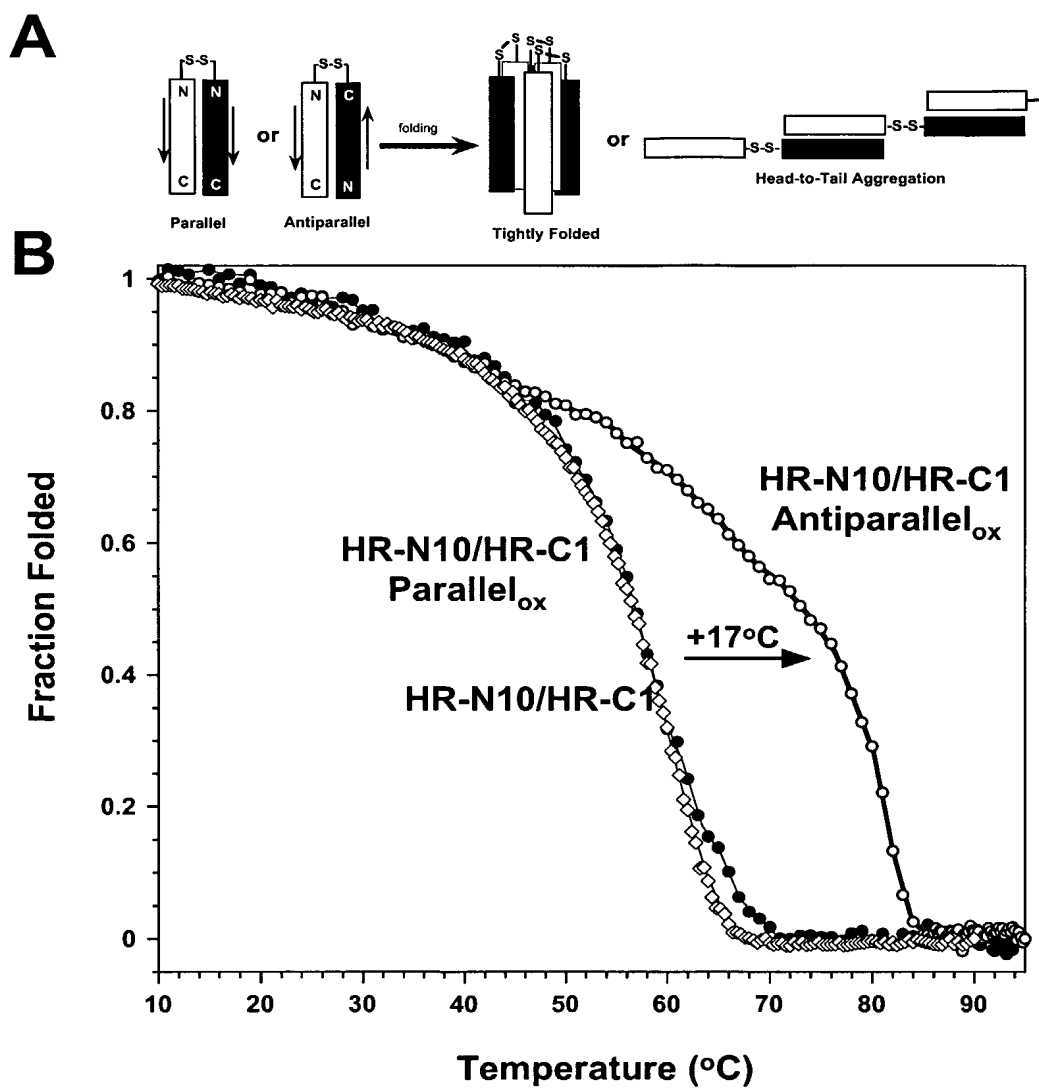 A
S-S
S-S
S S S S S S
N N
N C
C C
C N
or
folding
or
-S-S-
-S-S-
Parallel
Antiparallel
Tightly Folded
Head-to-Tail Aggregation
B
1
0.8
0.6
0.4
0.2
0
Fraction Folded
HR-N10/HR-C1
Antiparallelox
HR-N10/HR-C1
Parallelox
+17°C
HR-N10/HR-C1
10 20 30 40 50 60 70 80 90
Temperature (°C)